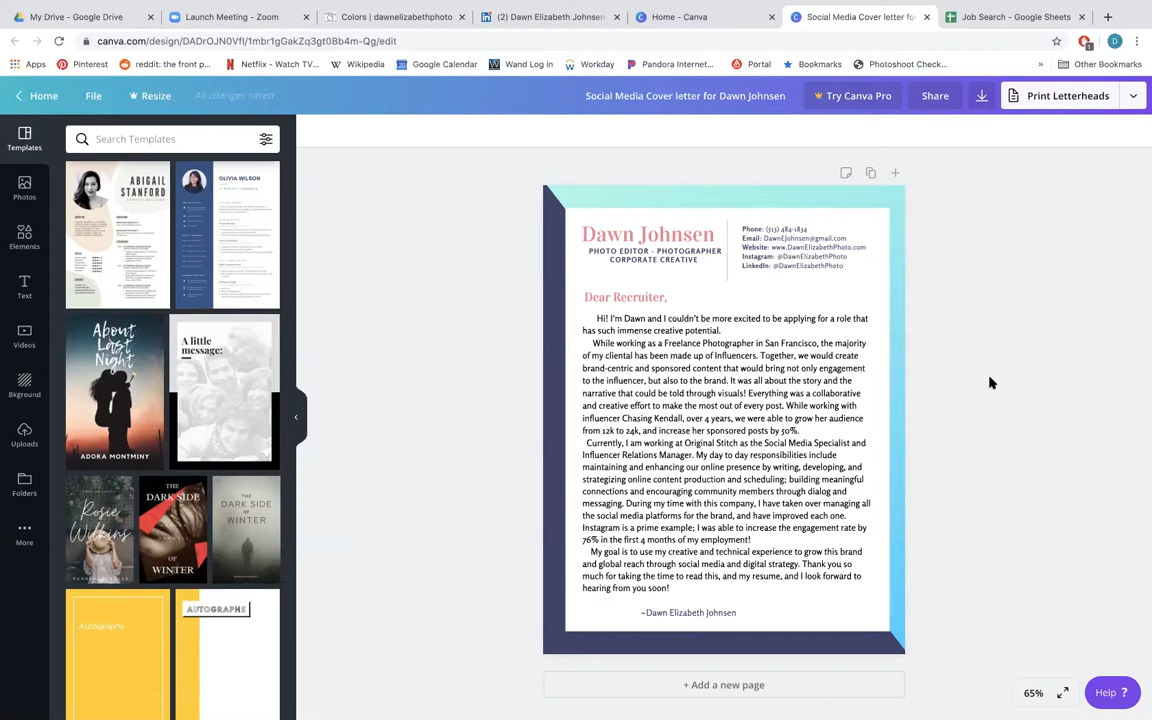 My Drive - Google Drive
Launch Meeting - Zoom
Colors | dawnelizabethphoto
(2) Dawn Elizabeth Johnsen
Home - Canva
Social Media Cover letter fo
Job Search - Google Sheets
canva.com/design/DADrOJN0VfI/1mbr1gGakZq3gt0Bb4m-Qg/edit
Apps
Pinterest
reddit: the front p...
Netflix - Watch TV...
Wikipedia
Google Calendar
Wand Log in
Workday
Pandora Internet...
Portal
Bookmarks
Photoshoot Chec...
»
Other Bookmarks
Home
File
Resize
All changes saved
Social Media Cover letter for Dawn Johnsen
Try Canva Pro
Share
Print Letterheads
Templates
Photos
Elements
Text
Videos
Bkground
Uploads
Folders
More
Search Templates
ABIGAIL
STANFORD
OLIVIA WILSON
About
Last
Night
ADORA MONTMINY
A little
message:
Rosie
Wilkins
THE
DARK SIDE
OF
WINTER
THE
DARK SIDE
OF WINTER
Autographs
AUTOGRAPHS
Dawn Johnsen
PHOTO EDITOR - PHOTOGRAPHER
CORPORATE CREATIVE
Phone: (513) 484-1834
Email: DawnEJohnsen@gmail.com
Website: www.DawnElizabethPhoto.com
Instagram: @DawnElizabethPhoto
LinkedIn: @DawnElizabethPhoto
Dear Recruiter,
Hi! I'm Dawn and I couldn't be more excited to be applying for a role that
has such immense creative potential.
While working as a Freelance Photographer in San Francisco, the majority
of my cliental has been made up of Influencers. Together, we would create
brand-centric and sponsored content that would bring not only engagement
to the influencer, but also to the brand. It was all about the story and the
narrative that could be told through visuals! Everything was a collaborative
and creative effort to make the most out of every post. While working with
influencer Chasing Kendall, over 4 years, we were able to grow her audience
from 12k to 24k, and increase her sponsored posts by 50%.
Currently, I am working at Original Stitch as the Social Media Specialist and
Influencer Relations Manager. My day to day responsibilities include
maintaining and enhancing our online presence by writing, developing, and
strategizing online content production and scheduling; building meaningful
connections and encouraging community members through dialog and
messaging. During my time with this company, I have taken over managing all
the social media platforms for the brand, and have improved each one.
Instagram is a prime example; I was able to increase the engagement rate by
76% in the first 4 months of my employment!
My goal is to use my creative and technical experience to grow this brand
and global reach through social media and digital strategy. Thank you so
much for taking the time to read this, and my resume, and I look forward to
hearing from you soon!
~Dawn Elizabeth Johnsen
+ Add a new page
65%
Help ?